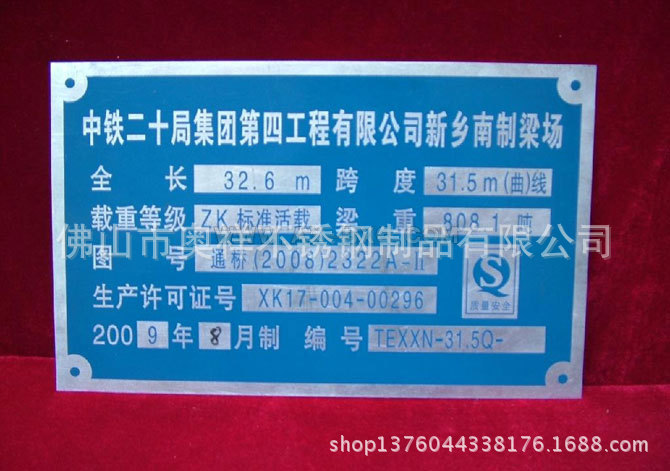 中铁二十局集团第四工程有限公司新乡南制梁场
全 长 32.6 m 跨 度 31.5m(曲)线
载重等级 ZK标准活载 梁 重 808.1 吨
佛山市奥祥不锈钢制品有限公司
图 号 通桥(2008)2322A-II
生产许可证号 XK17-004-00296
质量安全
2009年 8月制 编 号 TEXXN-31.5Q-
shop1376044338176.1688.com